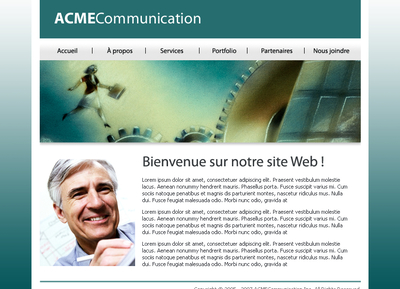 ACMECommunication
Accueil | À propos | Services | Portfolio | Partenaires | Nous joindre
Bienvenue sur notre site Web !
Lorem ipsum dolor sit amet, consectetuer adipiscing elit. Praesent vestibulum molestie
lacus. Aenean nonummy hendrerit mauris. Phasellus porta. Fusce suscipit varius mi. Cum
sociis natoque penatibus et magnis dis parturient montes, nascetur ridiculus mus. Nulla
dui. Fusce feugiat malesuada odio. Morbi nunc odio, gravida at
Lorem ipsum dolor sit amet, consectetuer adipiscing elit. Praesent vestibulum molestie
lacus. Aenean nonummy hendrerit mauris. Phasellus porta. Fusce suscipit varius mi. Cum
sociis natoque penatibus et magnis dis parturient montes, nascetur ridiculus mus. Nulla
dui. Fusce feugiat malesuada odio. Morbi nunc odio, gravida at
Lorem ipsum dolor sit amet, consectetuer adipiscing elit. Praesent vestibulum molestie
lacus. Aenean nonummy hendrerit mauris. Phasellus porta. Fusce suscipit varius mi. Cum
sociis natoque penatibus et magnis dis parturient montes, nascetur ridiculus mus. Nulla
dui. Fusce feugiat malesuada odio. Morbi nunc odio, gravida at
Copyright © 2005 - 2007 ACMECommunication Inc. All Rights Reserved